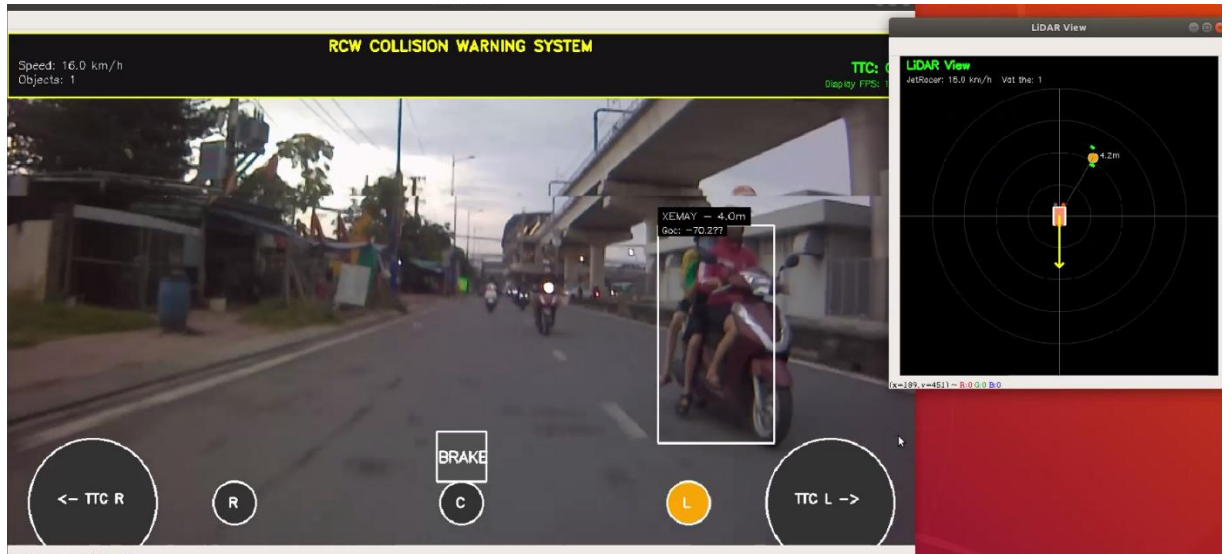 RCW COLLISION WARNING SYSTEM
Speed: 16.0 km/h
Objects: 1
TTC:
Display FPS:
XEMAY - 4.0m
Goc: -70.2??
BRAKE
<- TTC R
R
C
L
TTC L ->
LiDAR View
LiDAR View
JetRacer: 15.0 km/h Vat the: 1
4.2m
(x=189, y=451) ~ R:0 G:0 B:0